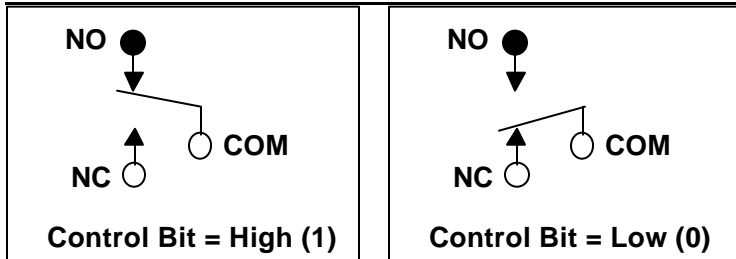 NO
COM
NC
Control Bit = High (1)
NO
COM
NC
Control Bit = Low (0)